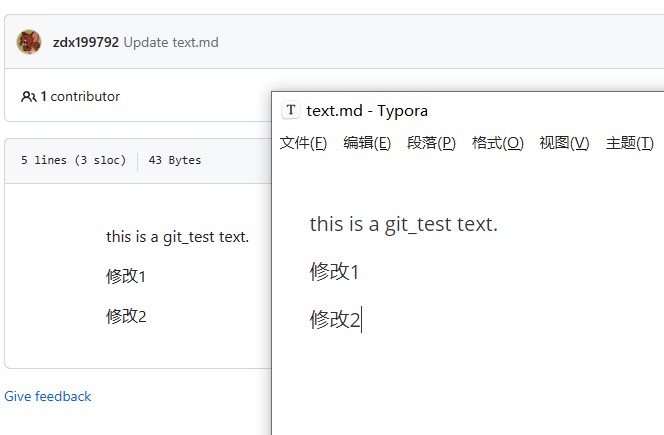 zdx199792 Update text.md
1 contributor
5 lines (3 sloc) 43 Bytes
this is a git_test text.
修改1
修改2
Give feedback
T text.md - Typora
文件(F) 编辑(E) 段落(P) 格式(O) 视图(V) 主题(T)
this is a git_test text.
修改1
修改2